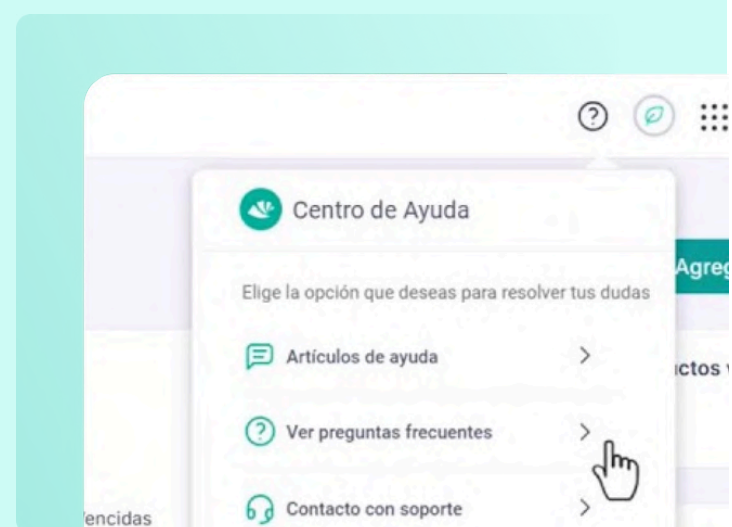 Centro de Ayuda
Elige la opción que deseas para resolver tus dudas
Artículos de ayuda
Ver preguntas frecuentes
Contacto con soporte